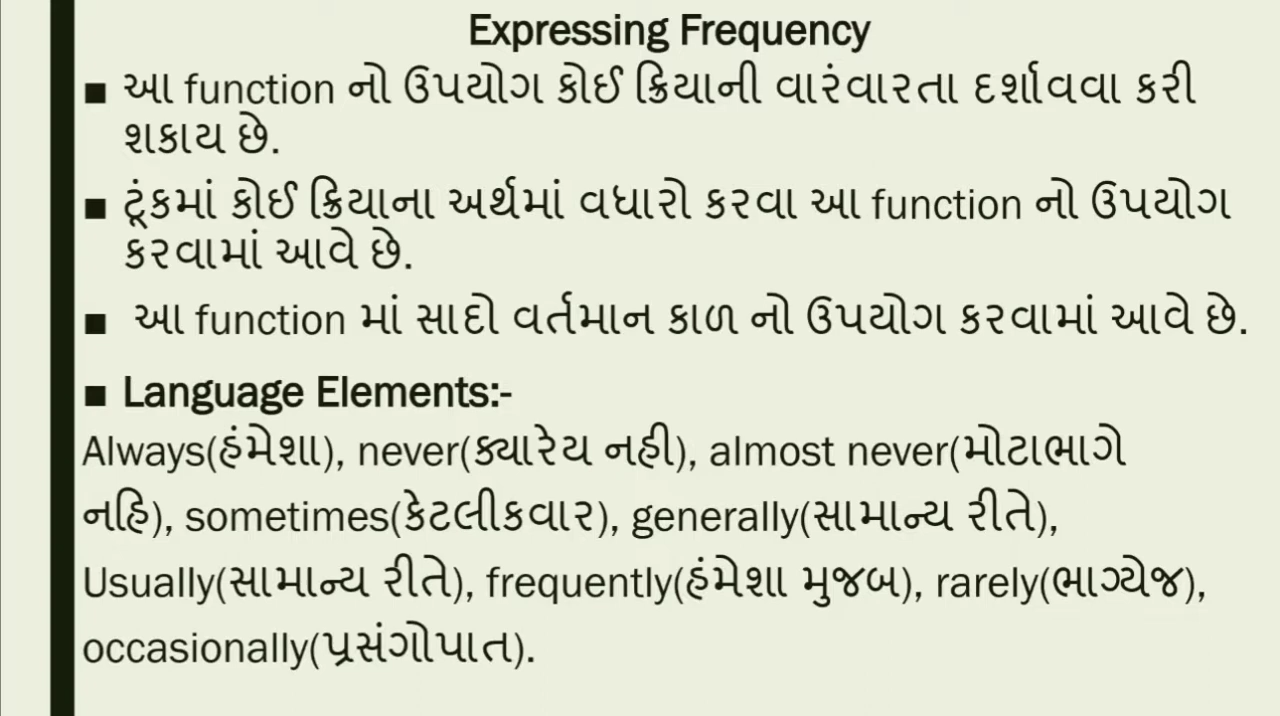 Expressing Frequency
■ આ function નો ઉપયોગ કોઈ ક્રિયાની વારંવારતા દર્શાવવા કરી
શકાય છે.
■ ટૂંકમાં કોઈ ક્રિયાના અર્થમાં વધારો કરવા આ function નો ઉપયોગ
કરવામાં આવે છે.
■ આ function માં સાદો વર્તમાન કાળ નો ઉપયોગ કરવામાં આવે છે.
■ Language Elements:-
Always(હંમેશા), never(ક્યારેય નહી), almost never(મોટાભાગે
નહિ), sometimes(કેટલીકવાર), generally(સામાન્ય રીતે),
Usually(સામાન્ય રીતે), frequently(હંમેશા મુજબ), rarely(ભાગ્યેજ),
occasionally(પ્રસંગોપાત).